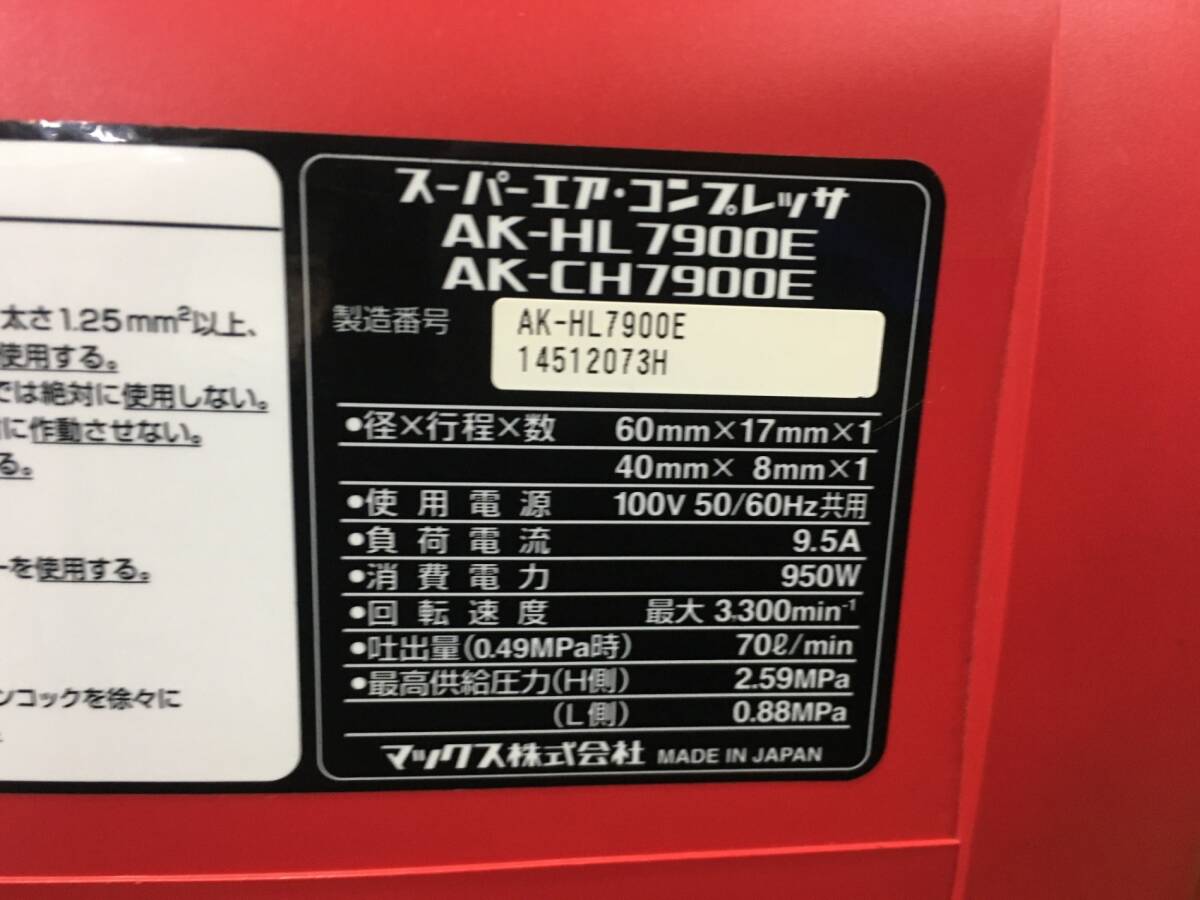 太さ1.25mm²以上、
使用する。
では絶対に使用しない。
に作動させない。
る。
ーを使用する。
ンコックを徐々に
スーパーエア・コンプレッサ
AK-HL7900E
AK-CH7900E
製造番号 AK-HL7900E
14512073H
•径×行程×数 60mm×17mm×1
40mm× 8mm×1
•使用電源 100V 50/60Hz共用
•負荷電流 9.5A
•消費電力 950W
•回転速度 最大 3,300min⁻¹
•吐出量(0.49MPa時) 70ℓ/min
•最高供給圧力(H側) 2.59MPa
(L側) 0.88MPa
マックス株式会社 MADE IN JAPAN